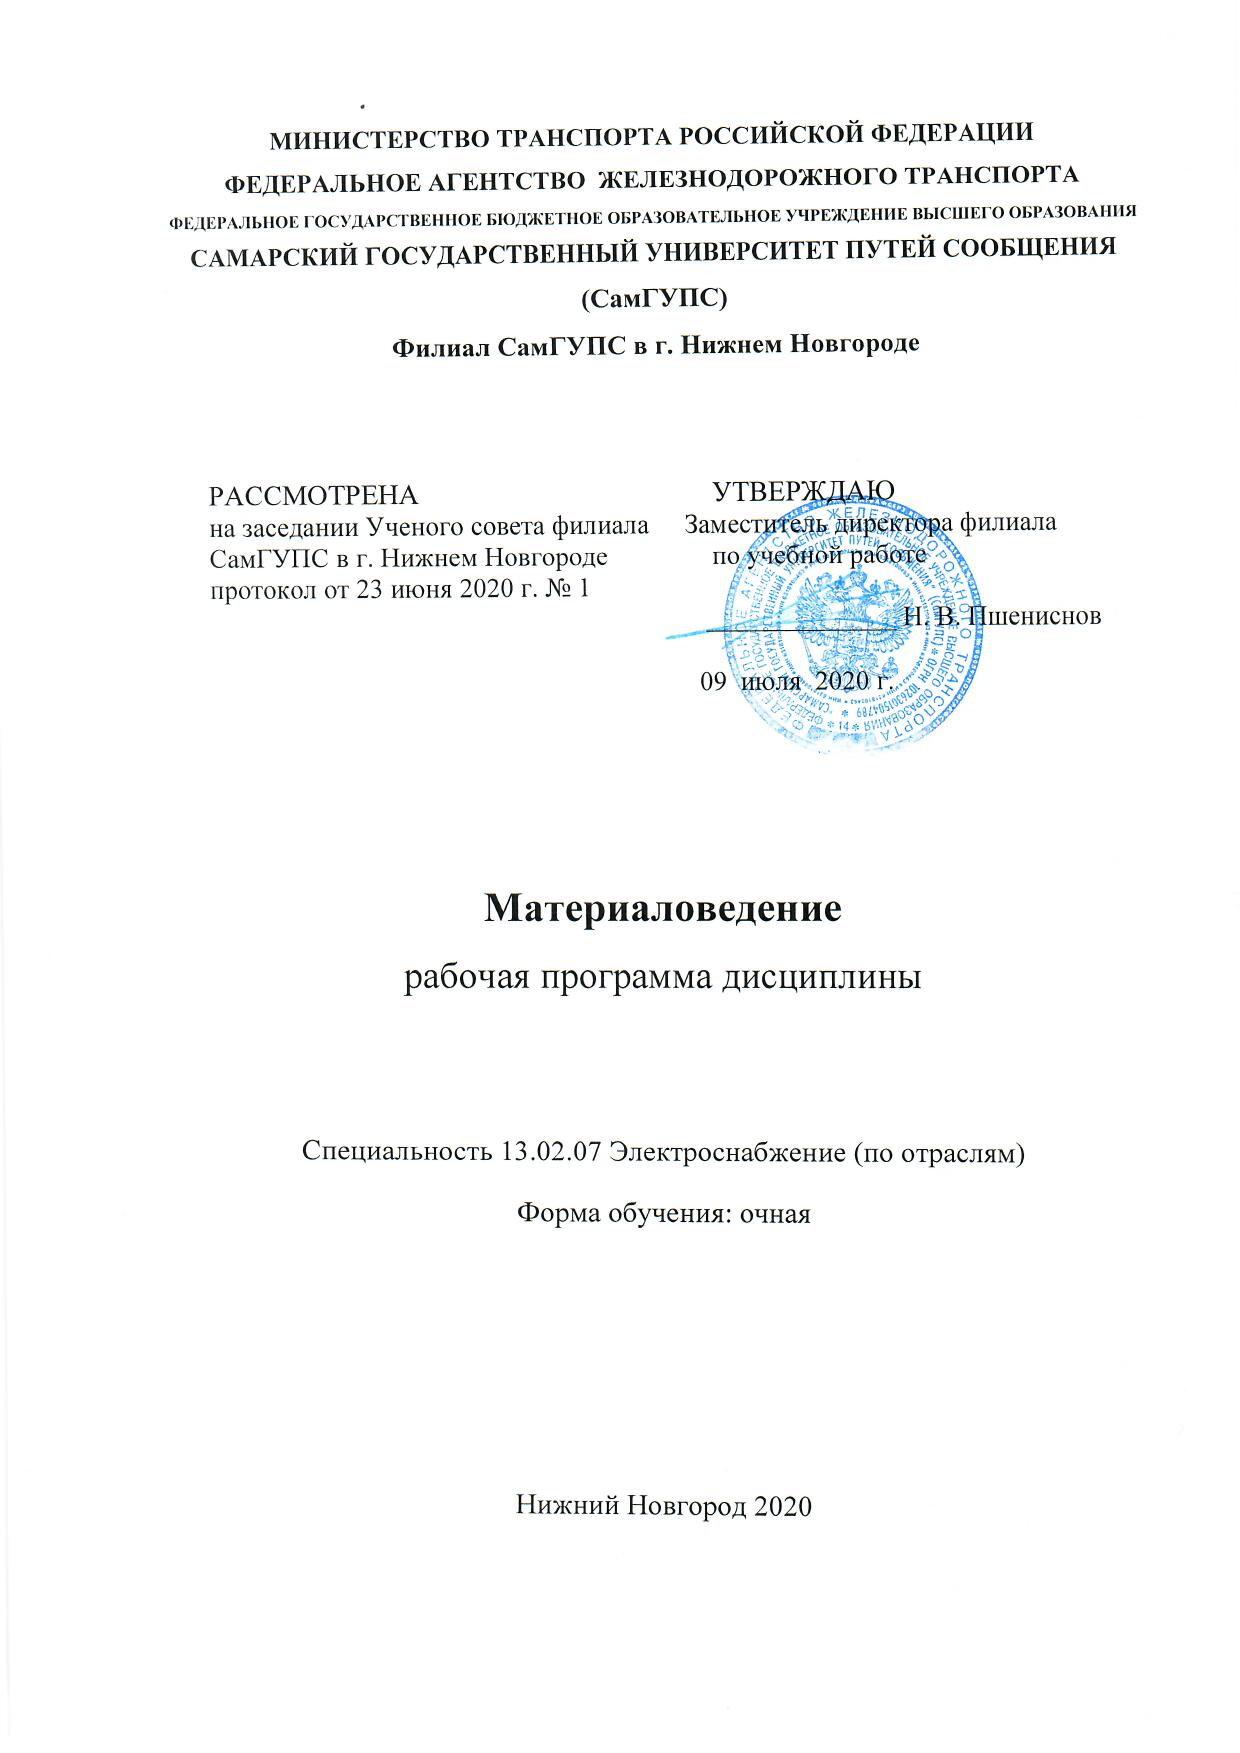 МИНИСТЕРСТВО ТРАНСПОРТА РОССИЙСКОЙ ФЕДЕРАЦИИ
ФЕДЕРАЛЬНОЕ АГЕНТСТВО ЖЕЛЕЗНОДОРОЖНОГО ТРАНСПОРТА
ФЕДЕРАЛЬНОЕ ГОСУДАРСТВЕННОЕ БЮДЖЕТНОЕ ОБРАЗОВАТЕЛЬНОЕ УЧРЕЖДЕНИЕ ВЫСШЕГО ОБРАЗОВАНИЯ
САМАРСКИЙ ГОСУДАРСТВЕННЫЙ УНИВЕРСИТЕТ ПУТЕЙ СООБЩЕНИЯ
(СамГУПС)
Филиал СамГУПС в г. Нижнем Новгороде
РАССМОТРЕНА
на заседании Ученого совета филиала
СамГУПС в г. Нижнем Новгороде
протокол от 23 июня 2020 г. № 1
УТВЕРЖДАЮ
Заместитель директора филиала
по учебной работе
Н. В. Пшениснов
09 июля 2020 г.
Материаловедение
рабочая программа дисциплины
Специальность 13.02.07 Электроснабжение (по отраслям)
Форма обучения: очная
Нижний Новгород 2020